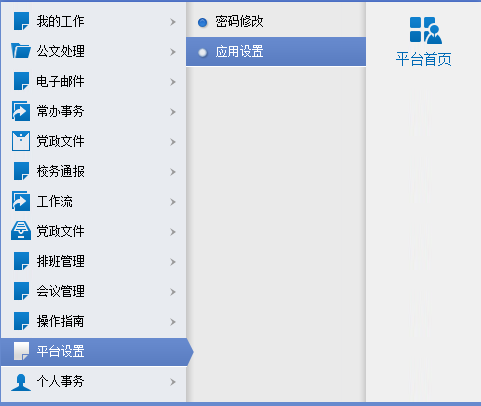 我的工作
公文处理
电子邮件
常办事务
党政文件
校务通报
工作流
党政文件
排班管理
会议管理
操作指南
平台设置
个人事务
密码修改
应用设置
平台首页